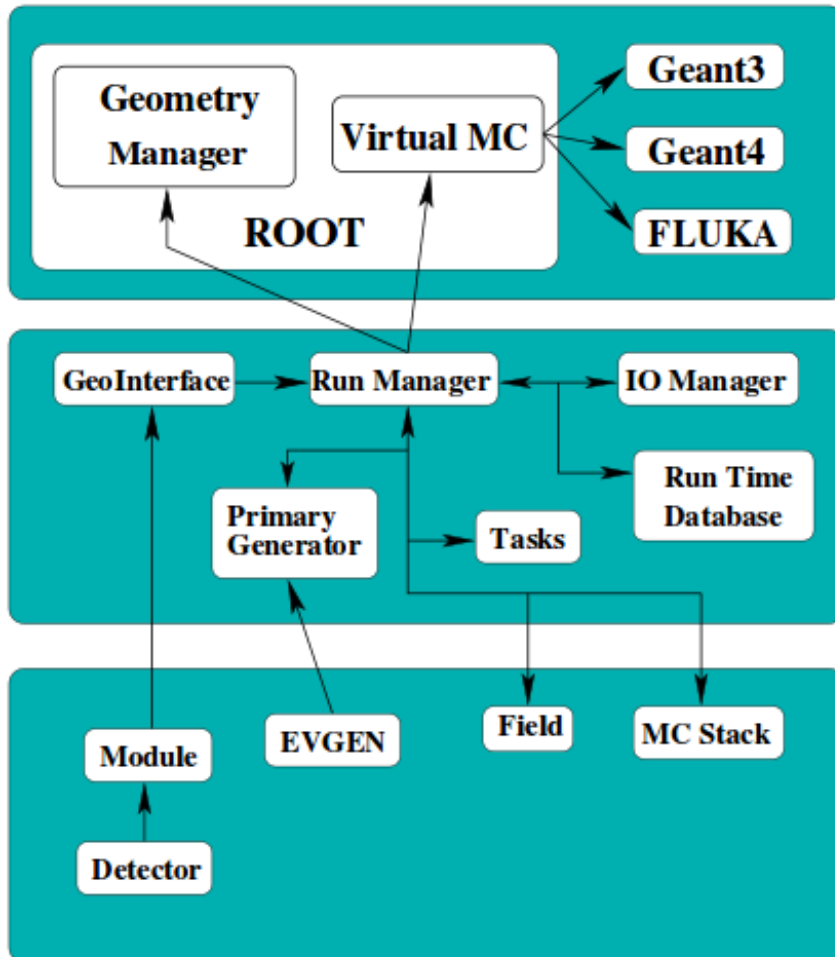 Geometry
Manager
Virtual MC
ROOT
Geant3
Geant4
FLUKA
GeoInterface
Run Manager
IO Manager
Primary
Generator
Tasks
Run Time
Database
Module
EVGEN
Field
MC Stack
Detector